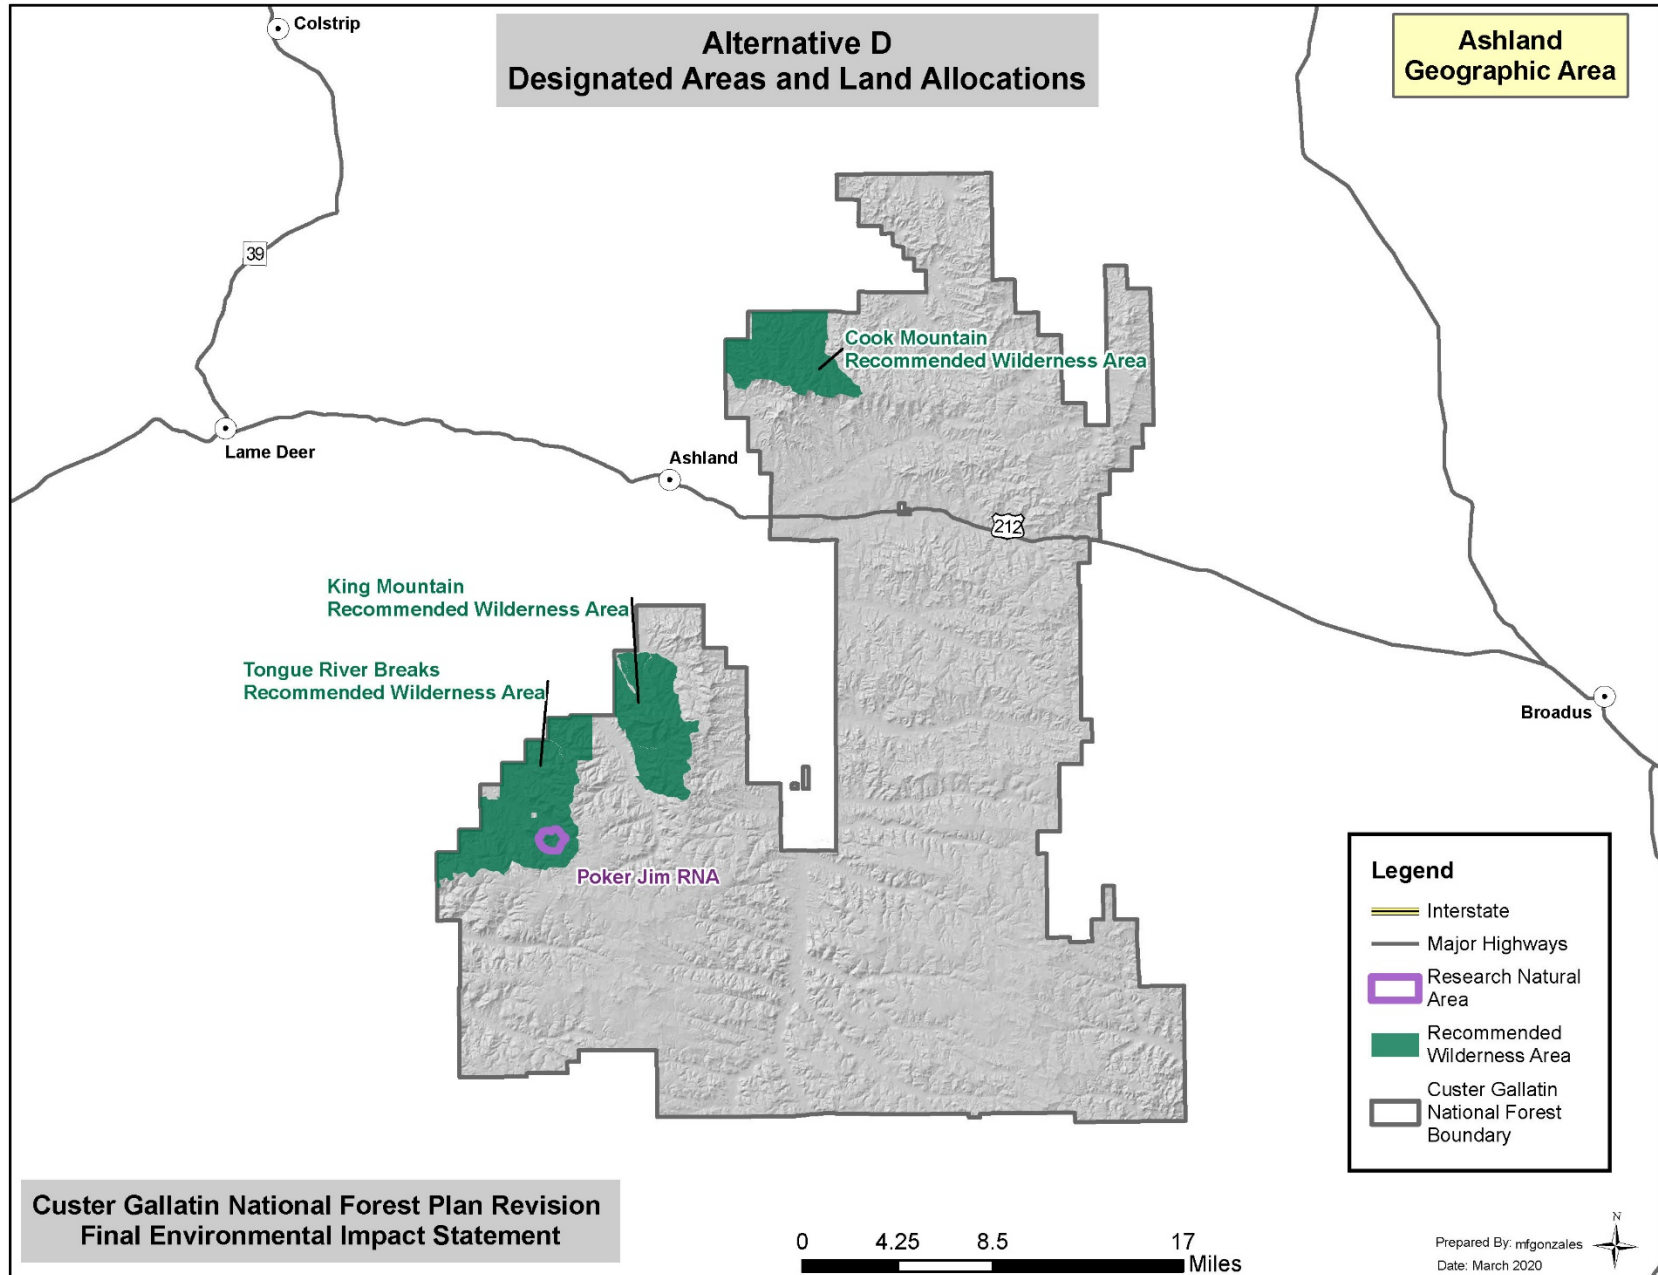 Colstrip
Alternative D
Designated Areas and Land Allocations
Ashland
Geographic Area
39
Cook Mountain
Recommended Wilderness Area
Lame Deer
Ashland
212
King Mountain
Recommended Wilderness Area
Tongue River Breaks
Recommended Wilderness Area
Broadus
Poker Jim RNA
Legend
Interstate
Major Highways
Research Natural
Area
Recommended
Wilderness Area
Custer Gallatin
National Forest
Boundary
Custer Gallatin National Forest Plan Revision
Final Environmental Impact Statement
0 4.25 8.5 17
Miles
N
Prepared By: mfgonzales
Date: March 2020